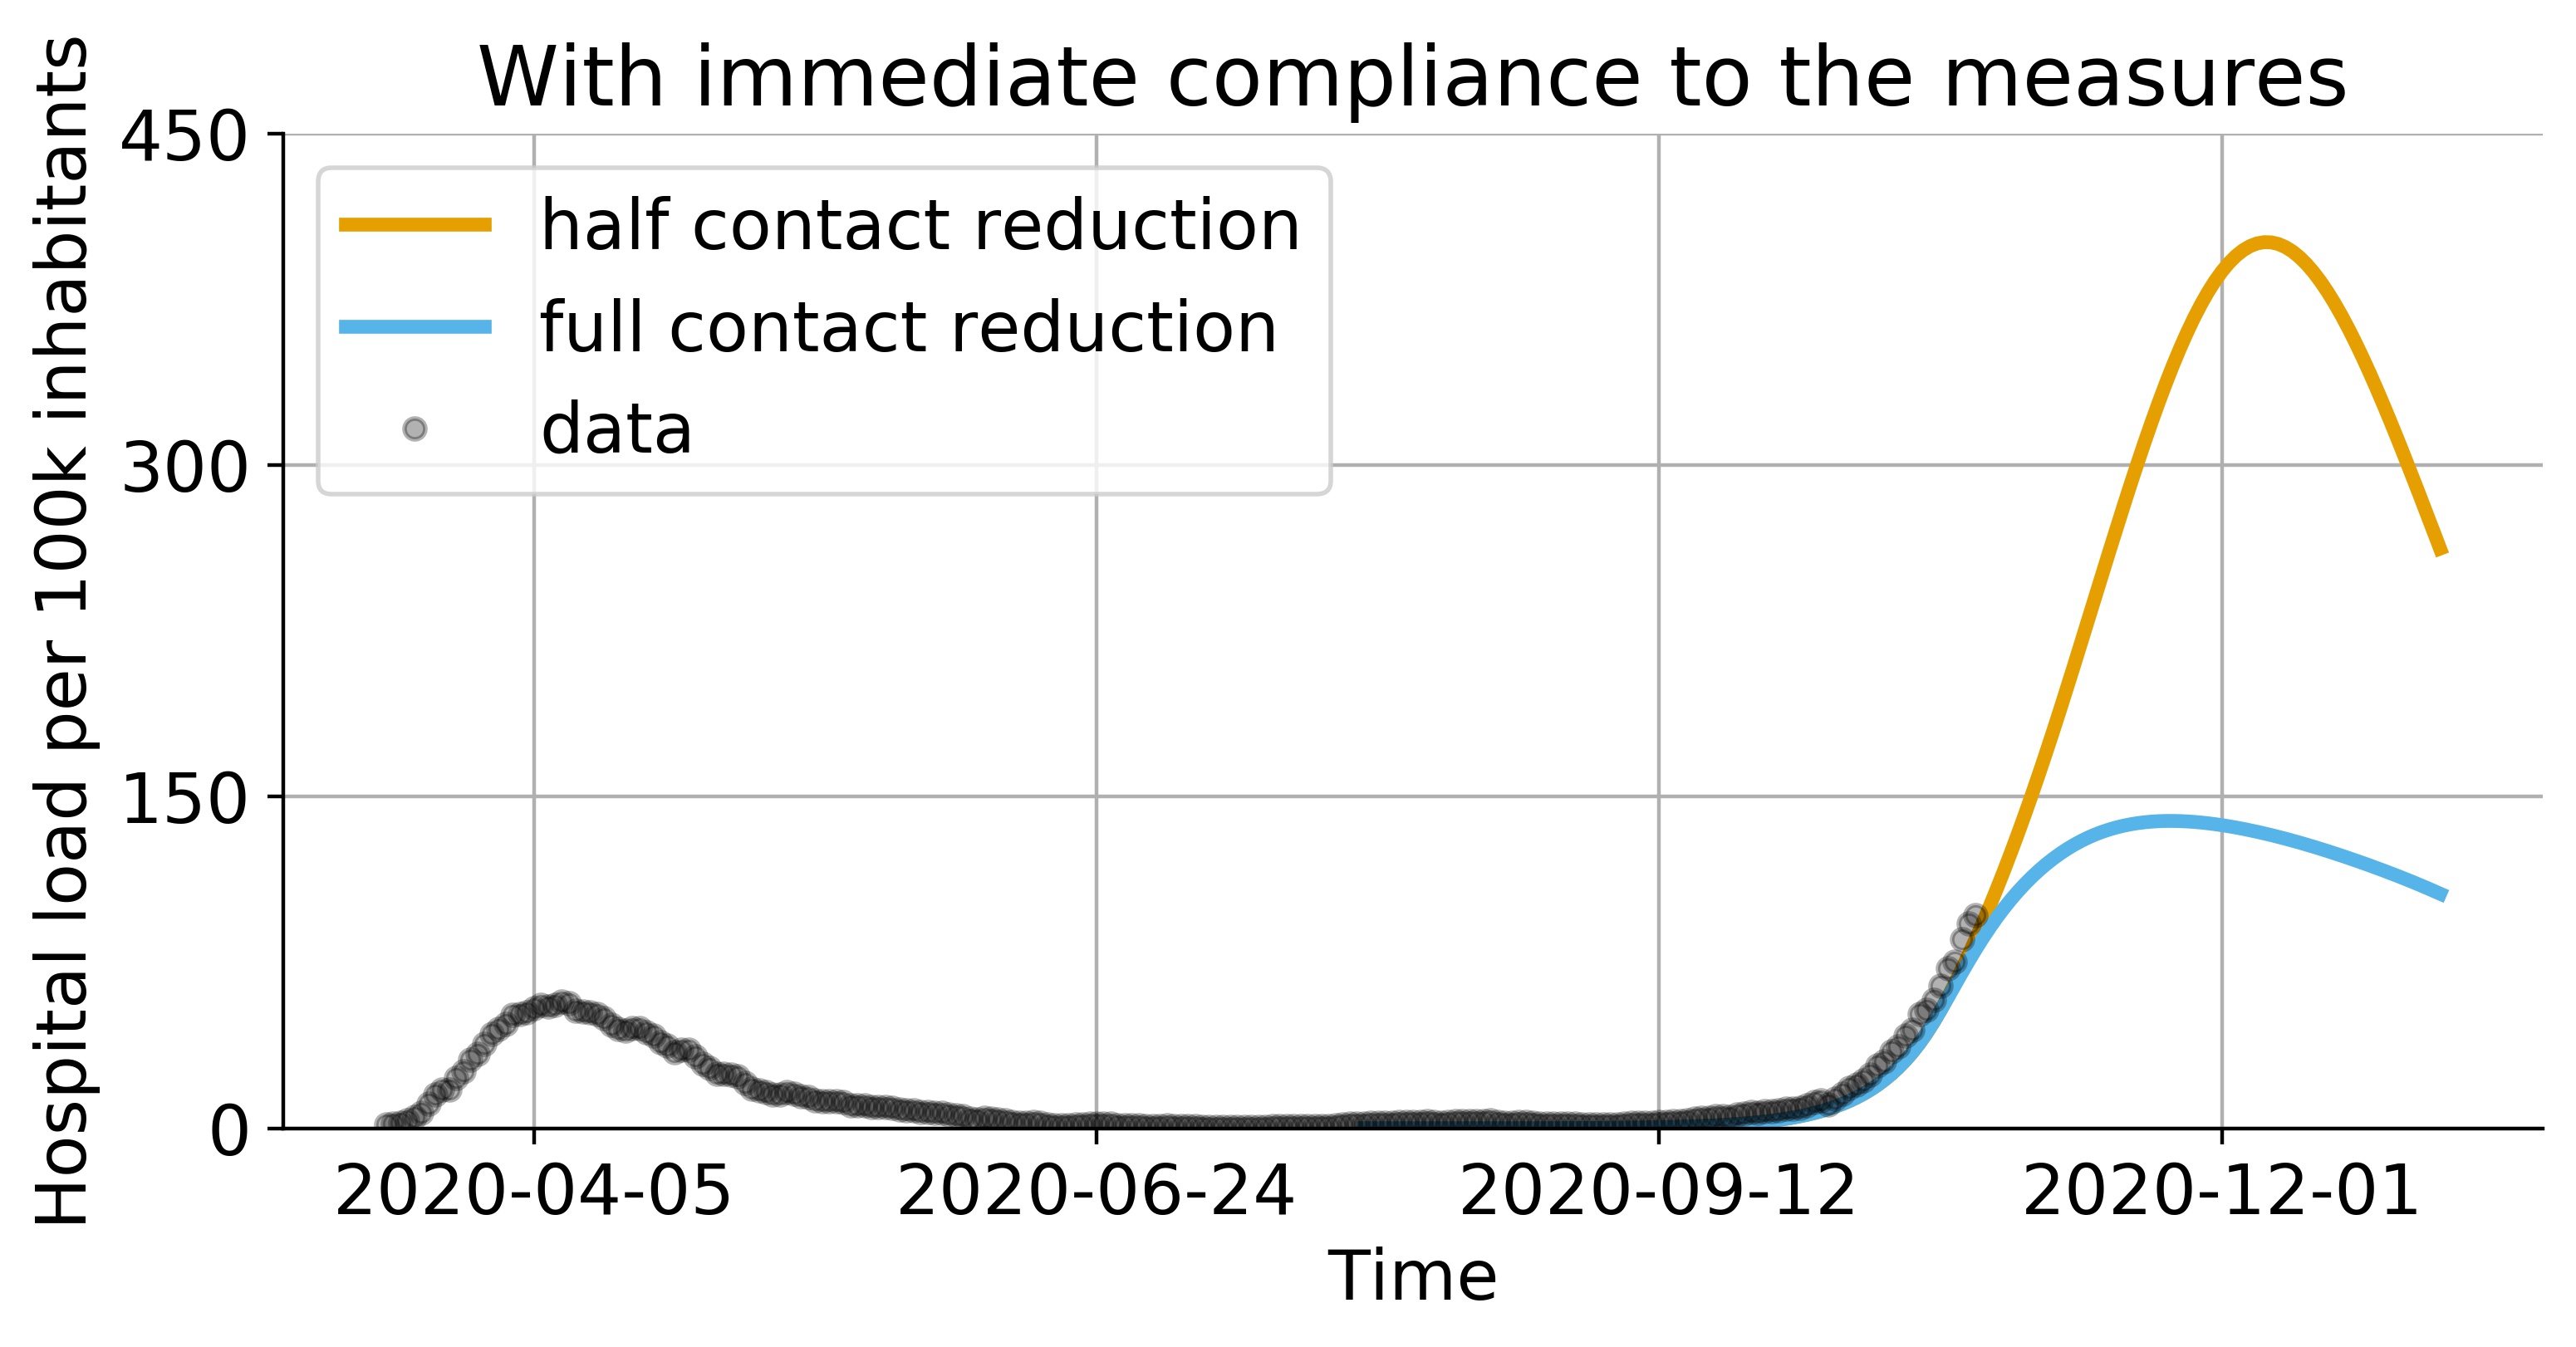 With immediate compliance to the measures
Hospital load per 100k inhabitants
450
300
150
0
half contact reduction
full contact reduction
data
2020-04-05 2020-06-24 2020-09-12 2020-12-01
Time